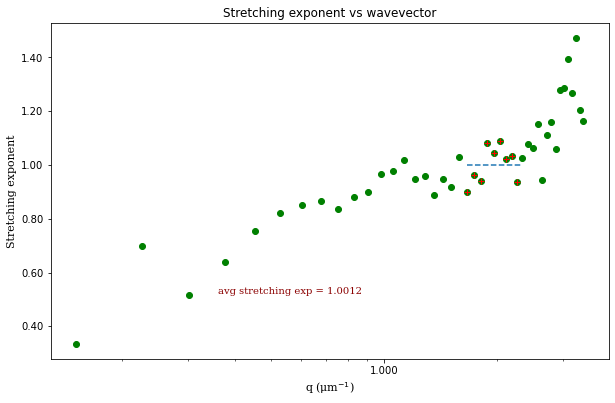 Stretching exponent vs wavevector
Stretching exponent
1.40
1.20
1.00
0.80
0.60
0.40
avg stretching exp = 1.0012
1.000
q (μm⁻¹)